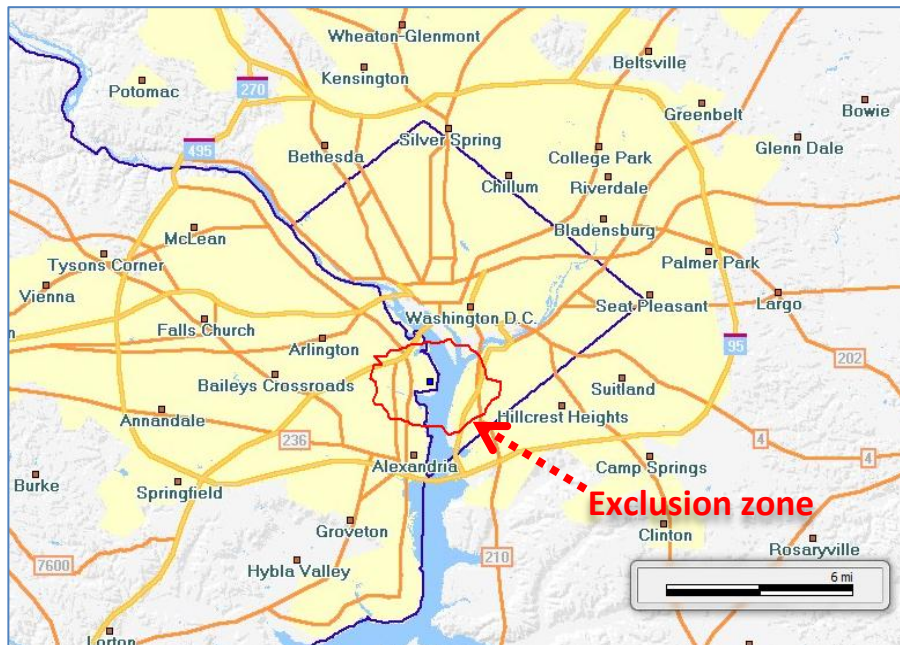 Wheaton-Glenmont
Beltsville
Kensington
Potomac
270
Greenbelt
Bowie
Silver Spring
Glenn Dale
495
Bethesda
College Park
Chillum
Riverdale
McLean
Bladensburg
Tysons Corner
Palmer Park
Vienna
Seat Pleasant
Largo
Washington D.C.
Falls Church
Arlington
95
202
Baileys Crossroads
Suitland
Annandale
Hillcrest Heights
236
4
4
Alexandria
Camp Springs
Burke
Springfield
Exclusion zone
Groveton
Clinton
Rosaryville
210
7600
Hybla Valley
6 mi
Lorton